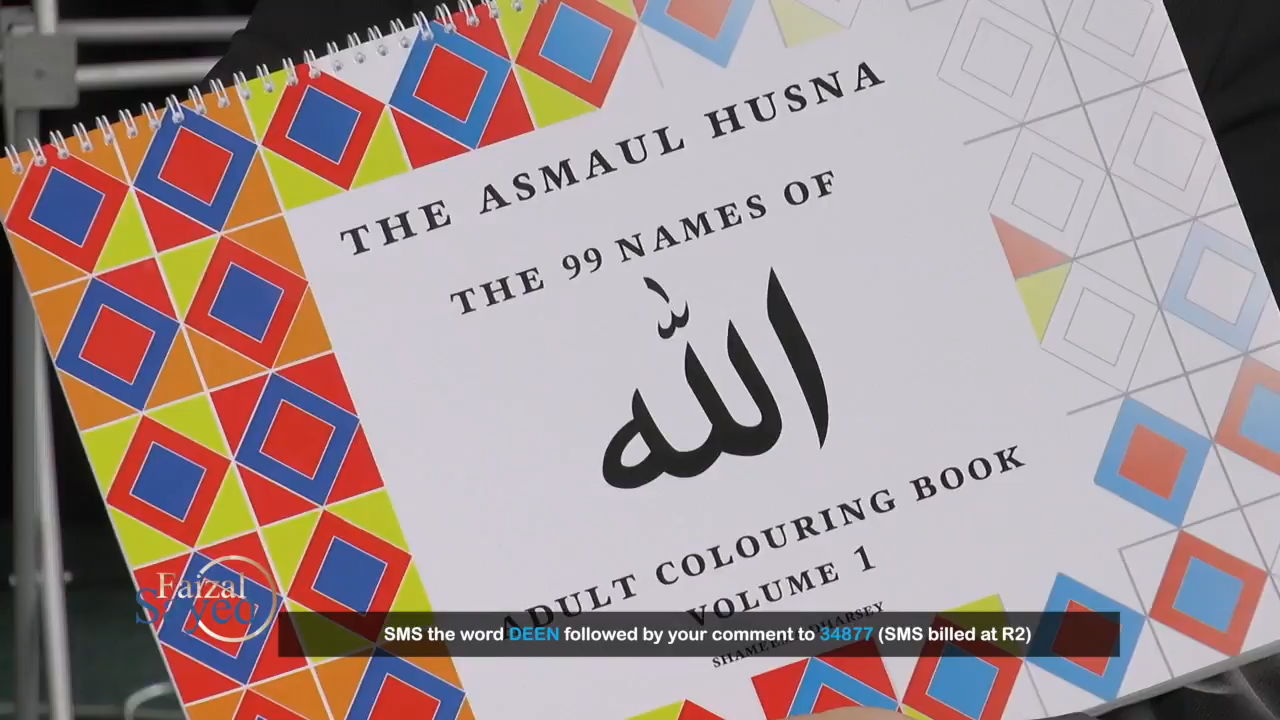 THE ASMAUL HUSNA
THE 99 NAMES OF
الله
ADULT COLOURING BOOK
VOLUME 1
Faizal
Sayed
SMS the word DEEN followed by your comment to 34877 (SMS billed at R2)